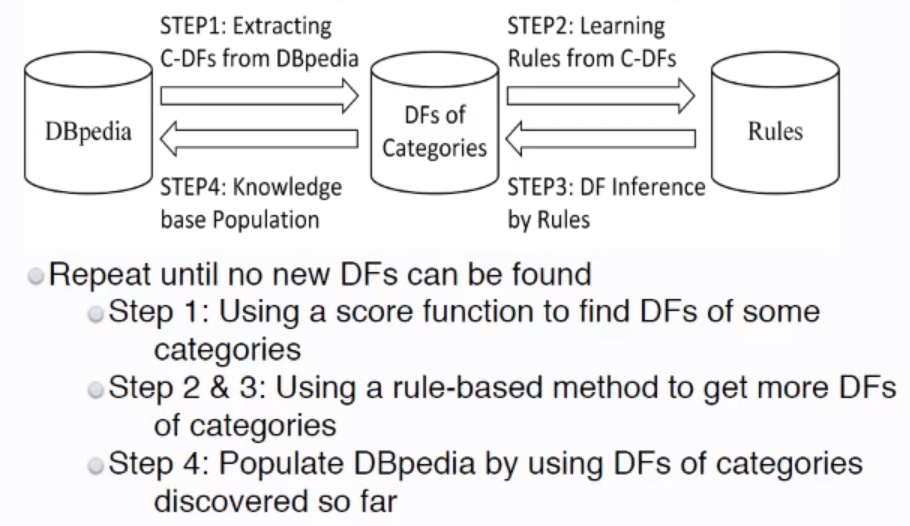 STEP1: Extracting
C-DFs from DBpedia
STEP2: Learning
Rules from C-DFs
DBpedia
DFs of
Categories
Rules
STEP4: Knowledge
base Population
STEP3: DF Inference
by Rules
Repeat until no new DFs can be found
Step 1: Using a score function to find DFs of some
categories
Step 2 & 3: Using a rule-based method to get more DFs
of categories
Step 4: Populate DBpedia by using DFs of categories
discovered so far